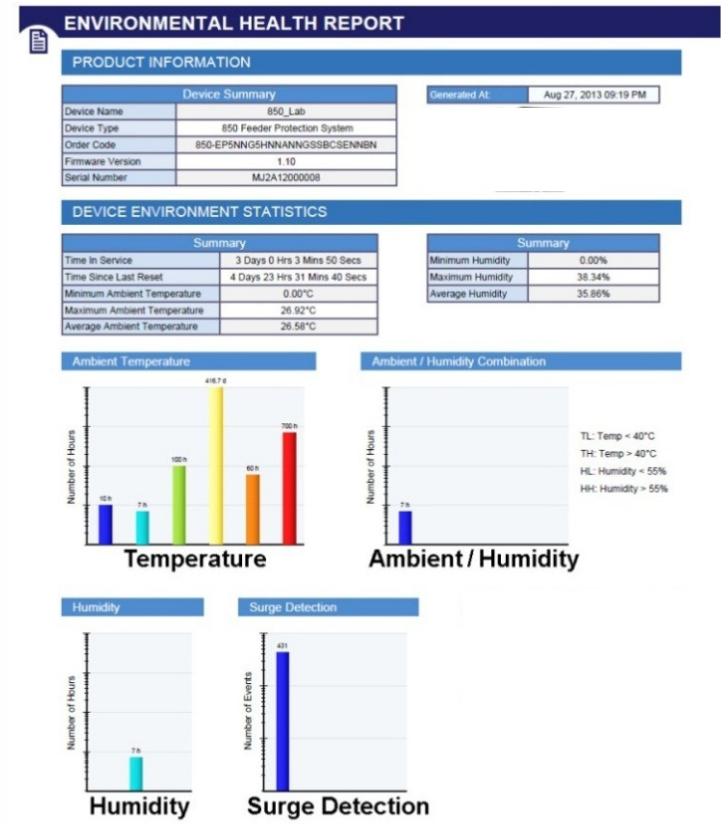 ENVIRONMENTAL HEALTH REPORT
PRODUCT INFORMATION
Device Summary
Device Name 850_Lab
Device Type 850 Feeder Protection System
Order Code 850-EP5NNG5HNNANNGSSBCSENNBN
Firmware Version 1.10
Serial Number MJ2A12000008
Generated At: Aug 27, 2013 09:19 PM
DEVICE ENVIRONMENT STATISTICS
Summary
Time In Service 3 Days 0 Hrs 3 Mins 50 Secs
Time Since Last Reset 4 Days 23 Hrs 31 Mins 40 Secs
Minimum Ambient Temperature 0.00°C
Maximum Ambient Temperature 26.92°C
Average Ambient Temperature 26.58°C
Summary
Minimum Humidity 0.00%
Maximum Humidity 38.34%
Average Humidity 35.86%
Ambient Temperature
Number of Hours
10 h
7 h
100 h
416.7 d
60 h
700 h
Temperature
Ambient / Humidity Combination
Number of Hours
7 h
TL: Temp < 40°C
TH: Temp > 40°C
HL: Humidity < 55%
HH: Humidity > 55%
Ambient / Humidity
Humidity
Number of Hours
7 h
Humidity
Surge Detection
Number of Events
431
Surge Detection